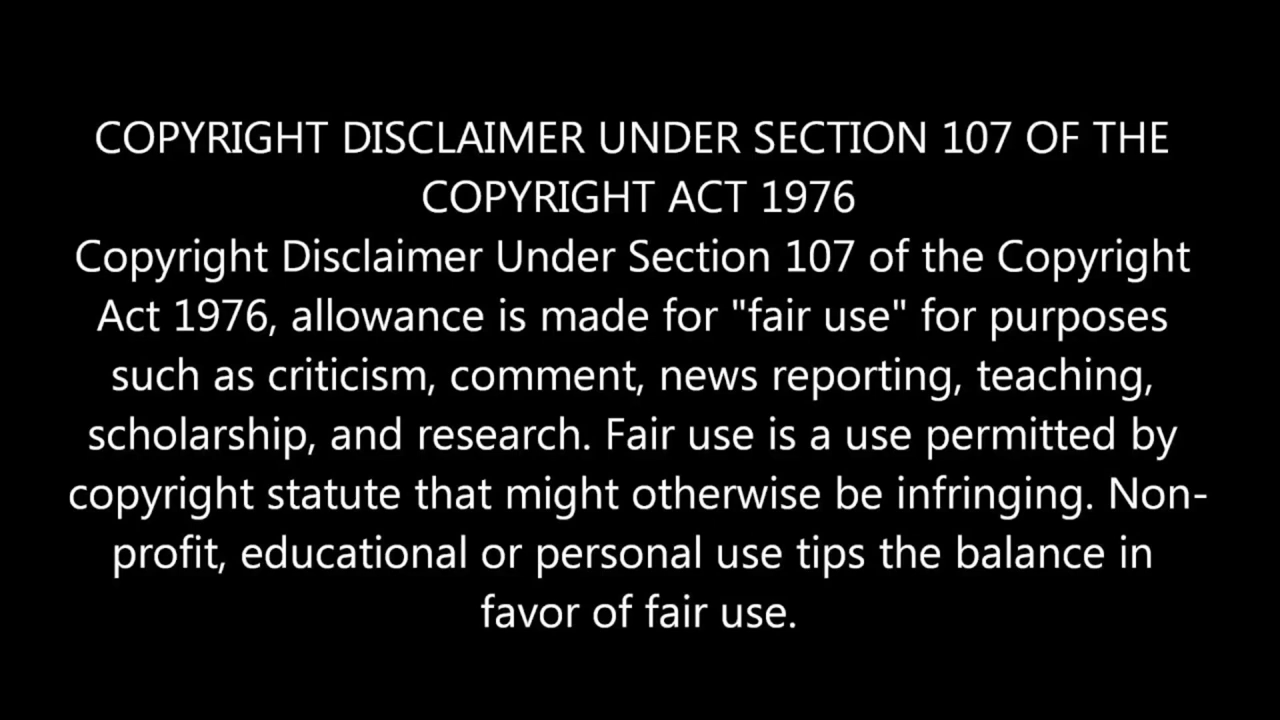 COPYRIGHT DISCLAIMER UNDER SECTION 107 OF THE
COPYRIGHT ACT 1976
Copyright Disclaimer Under Section 107 of the Copyright
Act 1976, allowance is made for "fair use" for purposes
such as criticism, comment, news reporting, teaching,
scholarship, and research. Fair use is a use permitted by
copyright statute that might otherwise be infringing. Non-
profit, educational or personal use tips the balance in
favor of fair use.